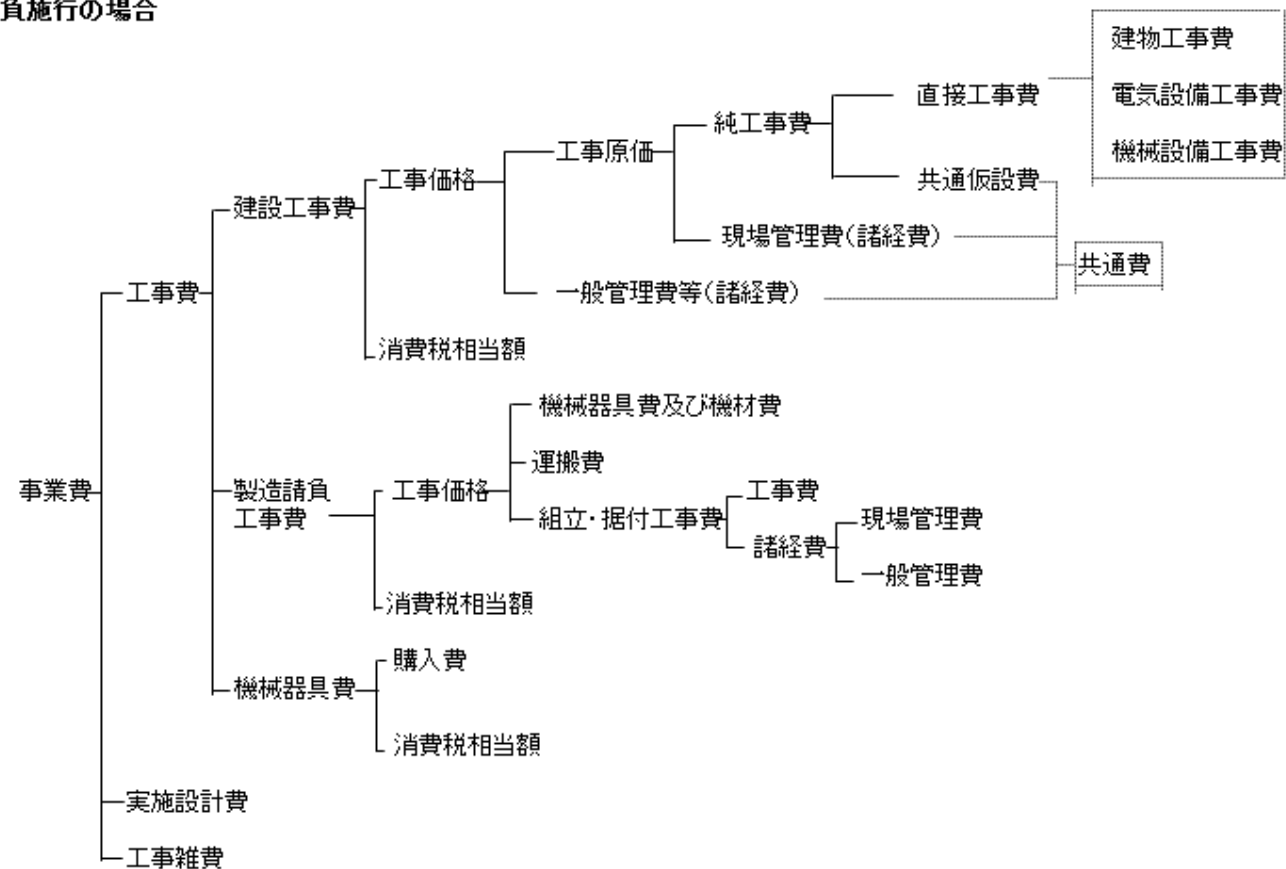 負施行の場合
建物工事費
直接工事費
電気設備工事費
純工事費
工事原価
機械設備工事費
工事価格
共通仮設費
建設工事費
現場管理費(諸経費)
共通費
工事費
一般管理費等(諸経費)
消費税相当額
機械器具費及び機材費
運搬費
事業費
製造請負
工事費
工事価格
組立・据付工事費
工事費
諸経費
現場管理費
一般管理費
消費税相当額
購入費
機械器具費
消費税相当額
実施設計費
工事雑費